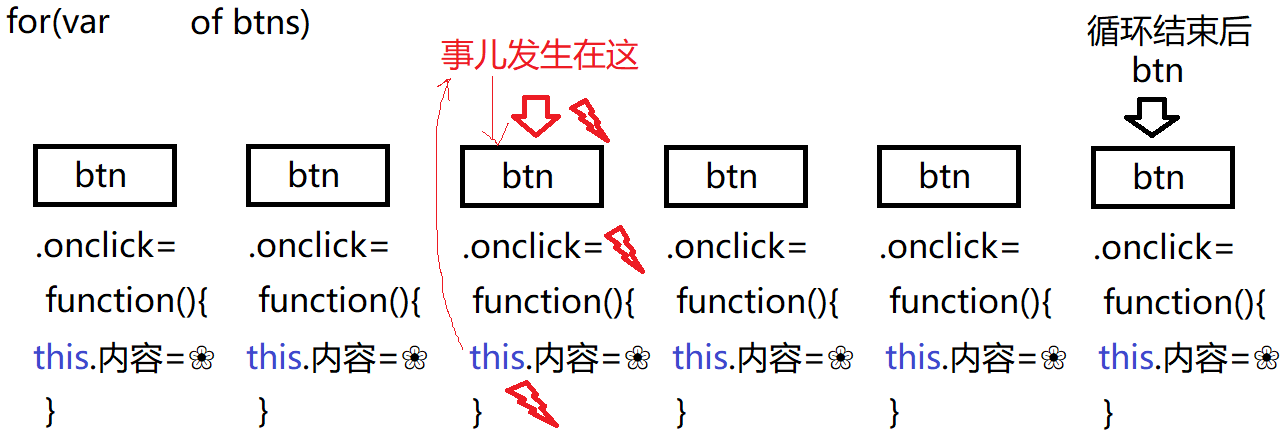 for(var of btns)
事儿发生在这
循环结束后
btn
btn btn btn btn btn btn
.onclick= .onclick= .onclick= .onclick= .onclick= .onclick=
function(){ function(){ function(){ function(){ function(){ function(){
this.内容=❀ this.内容=❀ this.内容=❀ this.内容=❀ this.内容=❀ this.内容=❀
} } } } } }